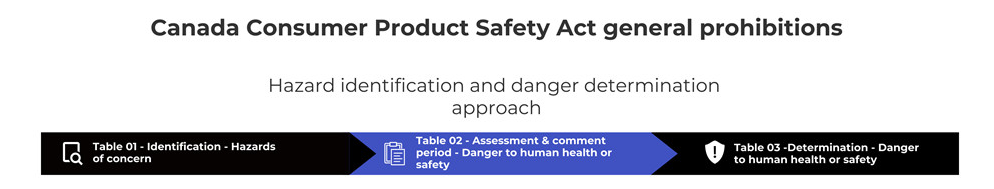 Canada Consumer Product Safety Act general prohibitions
Hazard identification and danger determination
approach
Table 01 - Identification - Hazards
of concern
Table 02 - Assessment & comment
period - Danger to human health or
safety
Table 03 -Determination - Danger
to human health or safety